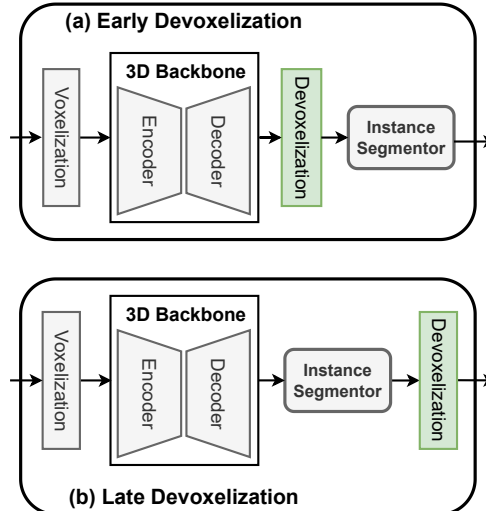 (a) Early Devoxelization
Voxelization
3D Backbone
Encoder
Decoder
Devoxelization
Instance
Segmentor
Voxelization
3D Backbone
Encoder
Decoder
Instance
Segmentor
Devoxelization
(b) Late Devoxelization